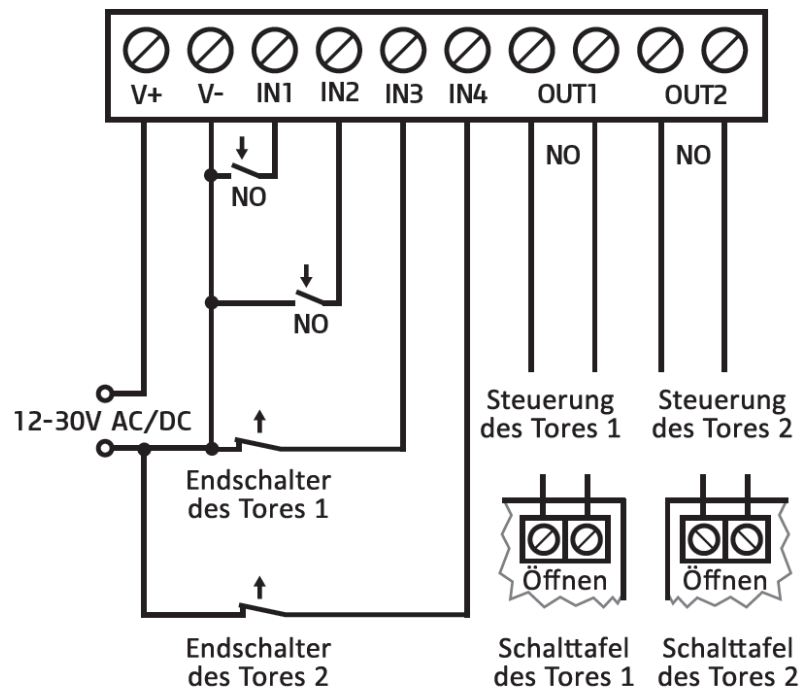 V+ V- IN1 IN2 IN3 IN4 OUT1 OUT2
NO NO
NO
NO
12-30V AC/DC
Steuerung
des Tores 1
Steuerung
des Tores 2
Endschalter
des Tores 1
Öffnen
Öffnen
Endschalter
des Tores 2
Schalttafel
des Tores 1
Schalttafel
des Tores 2